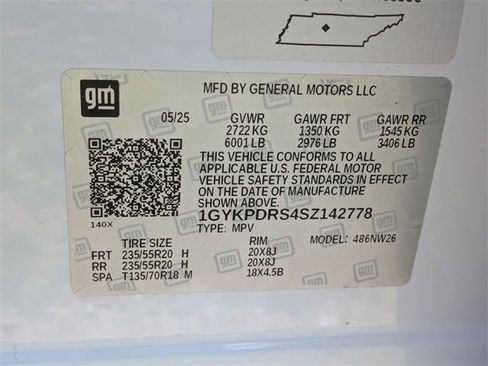 gm
MFD BY GENERAL MOTORS LLC
05/25 GVWR GAWR FRT GAWR RR
2722 KG 1350 KG 1545 KG
6001 LB 2976 LB 3406 LB
THIS VEHICLE CONFORMS TO ALL
APPLICABLE U.S. FEDERAL MOTOR
VEHICLE SAFETY STANDARDS IN EFFECT
ON THE DATE OF MANUFACTURE
SHOWN ABOVE.
140X
1GYKPDRS4SZ142778
TYPE: MPV
TIRE SIZE RIM MODEL: 486NW26
FRT 235/55R20 H 20X8J
RR 235/55R20 H 20X8J
SPA T135/70R18 M 18X4.5B